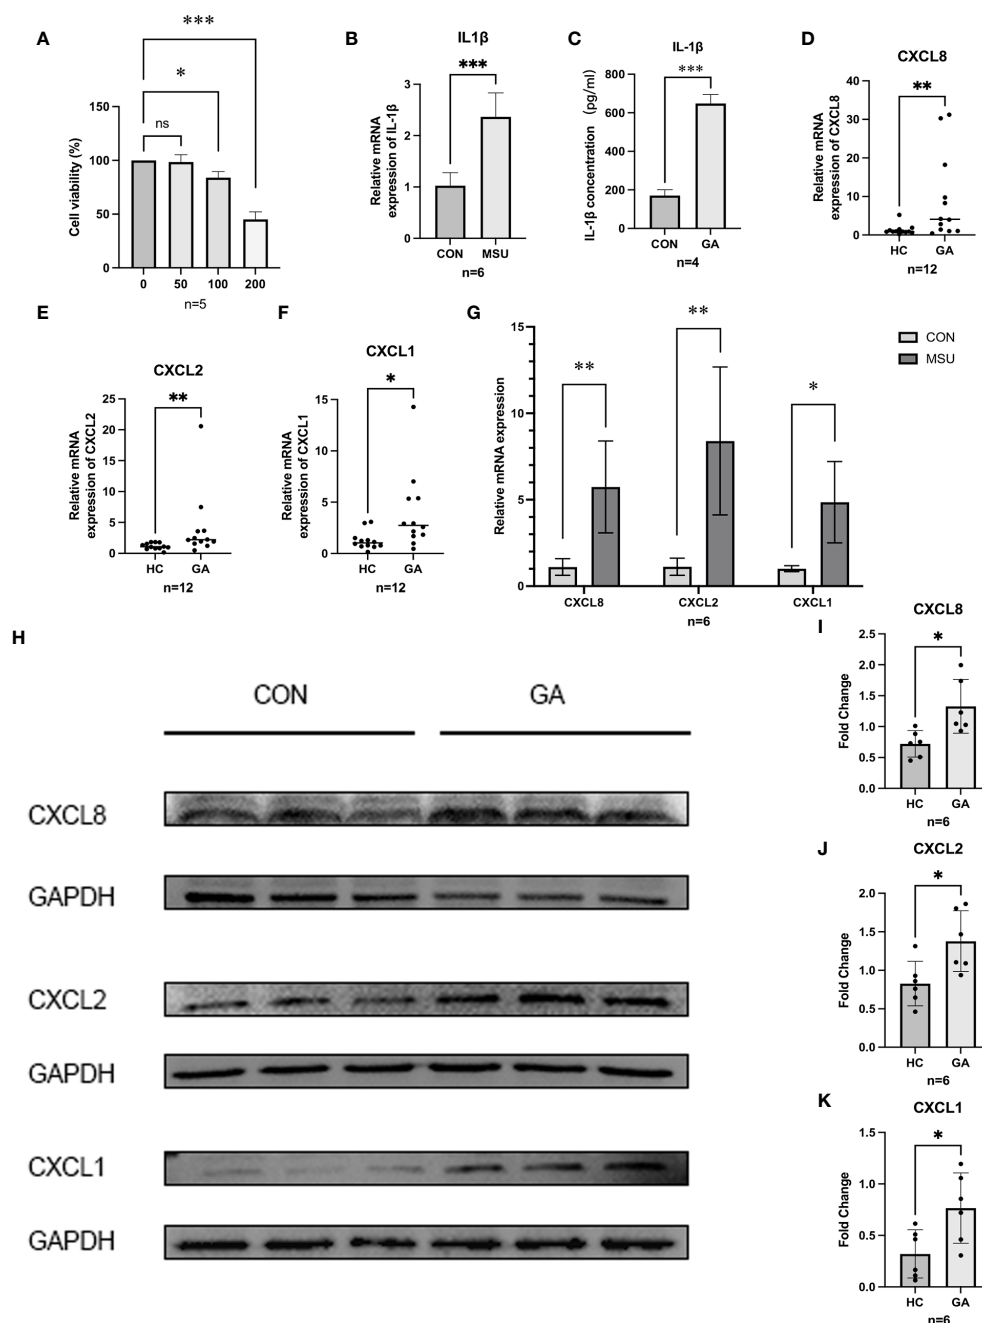 A
***
*
ns
Cell viability (%)
150
100
50
0
0 50 100 200
n=5
B
IL1β
***
Relative mRNA
expression of IL-1β
3
2
1
0
CON MSU
n=6
C
IL-1β
***
IL-1β concentration (pg/ml)
800
600
400
200
0
CON GA
n=4
D
CXCL8
**
Relative mRNA
expression of CXCL8
40
30
20
10
0
HC GA
n=12
E
CXCL2
**
Relative mRNA
expression of CXCL2
25
20
15
10
5
0
HC GA
n=12
F
CXCL1
*
Relative mRNA
expression of CXCL1
15
10
5
0
HC GA
n=12
G
**
**
*
Relative mRNA expression
15
10
5
0
CXCL8 CXCL2 CXCL1
n=6
CON
MSU
H
CON GA
CXCL8
GAPDH
CXCL2
GAPDH
CXCL1
GAPDH
I
CXCL8
*
Fold Change
2.5
2.0
1.5
1.0
0.5
0.0
HC GA
n=6
J
CXCL2
*
Fold Change
2.0
1.5
1.0
0.5
0.0
HC GA
n=6
K
CXCL1
*
Fold Change
1.5
1.0
0.5
0.0
HC GA
n=6